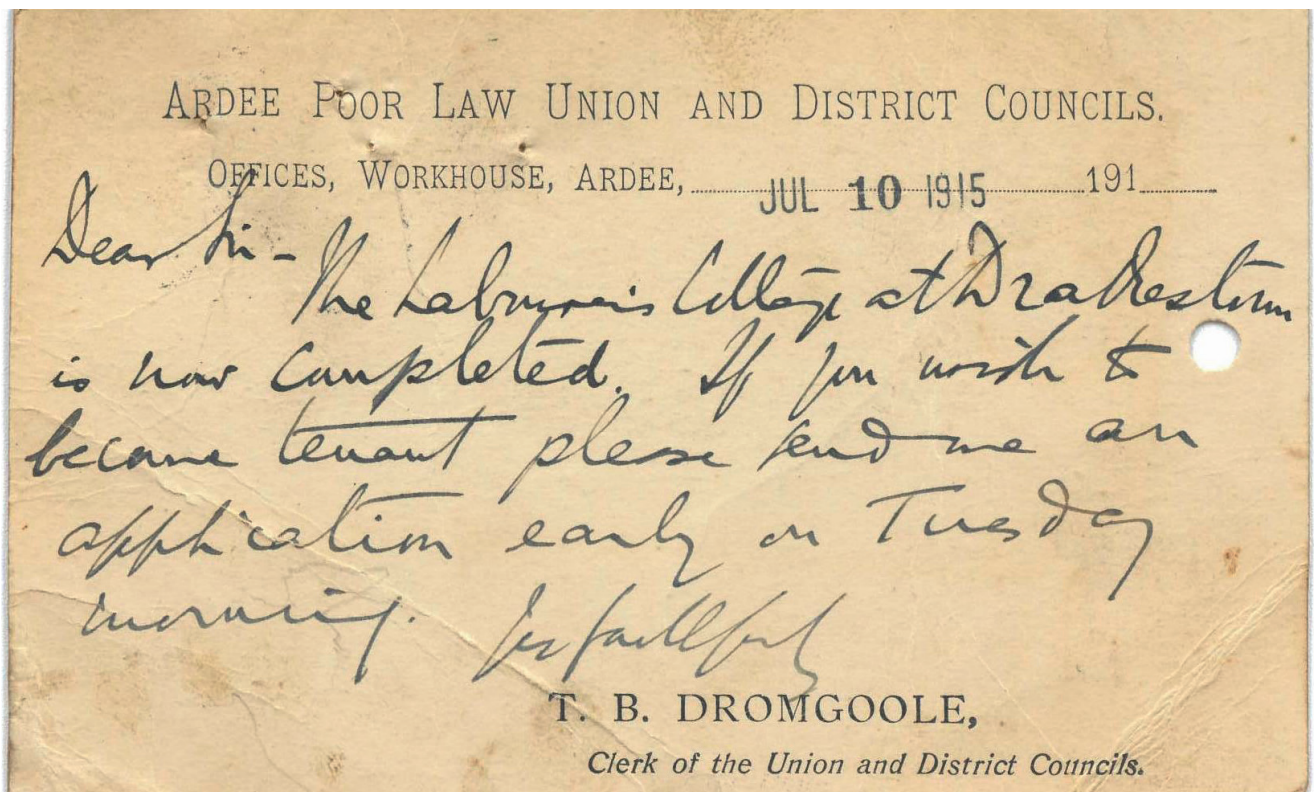 ARDEE POOR LAW UNION AND DISTRICT COUNCILS.
OFFICES, WORKHOUSE, ARDEE, JUL 10 1915 191
Dear Sir -
The Labourers Cottage at Drakestown
is now completed. If you wish to
become tenant please send me an
application early on Tuesday
morning. Yrs faithfully
T. B. DROMGOOLE,
Clerk of the Union and District Councils.